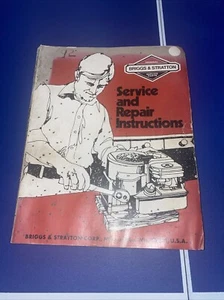 BRIGGS & STRATTON
Service
and
Repair
Instructions
BRIGGS & STRATTON CORP. U.S.A.